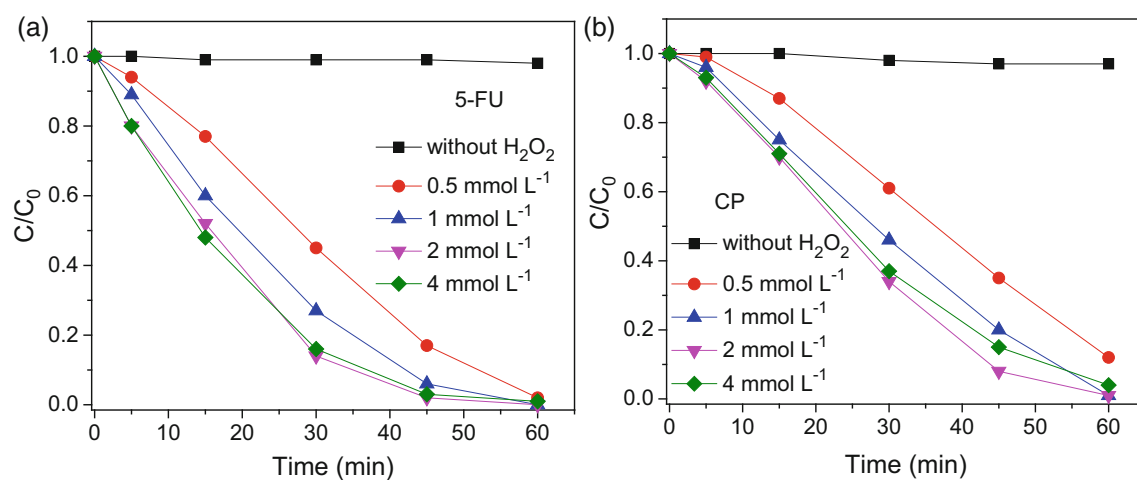 (a)
C/C₀
1.0
0.8
0.6
0.4
0.2
0.0
5-FU
without H₂O₂
0.5 mmol L⁻¹
1 mmol L⁻¹
2 mmol L⁻¹
4 mmol L⁻¹
0 10 20 30 40 50 60
Time (min)
(b)
C/C₀
1.0
0.8
0.6
0.4
0.2
0.0
CP
without H₂O₂
0.5 mmol L⁻¹
1 mmol L⁻¹
2 mmol L⁻¹
4 mmol L⁻¹
0 10 20 30 40 50 60
Time (min)